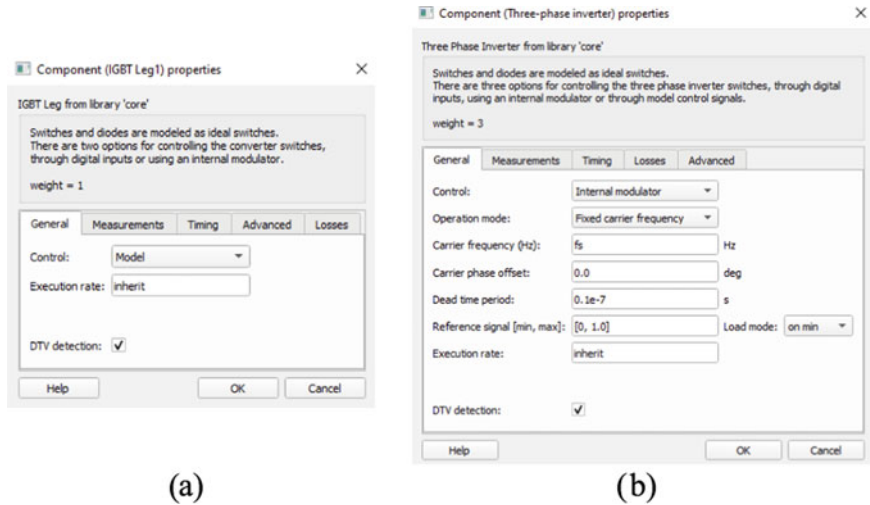 Component (IGBT Leg1) properties
IGBT Leg from library 'core'
Switches and diodes are modeled as ideal switches.
There are two options for controlling the converter switches,
through digital inputs or using an internal modulator.
weight = 1
General Measurements Timing Advanced Losses
Control: Model
Execution rate: inherit
DTV detection:
Help OK Cancel
(a)
Component (Three-phase inverter) properties
Three Phase Inverter from library 'core'
Switches and diodes are modeled as ideal switches.
There are three options for controlling the three phase inverter switches, through digital
inputs, using an internal modulator or through model control signals.
weight = 3
General Measurements Timing Losses Advanced
Control: Internal modulator
Operation mode: Fixed carrier frequency
Carrier frequency (Hz): fs Hz
Carrier phase offset: 0.0 deg
Dead time period: 0.1e-7 s
Reference signal [min, max]: [0, 1.0] Load mode: on min
Execution rate: inherit
DTV detection:
Help OK Cancel
(b)